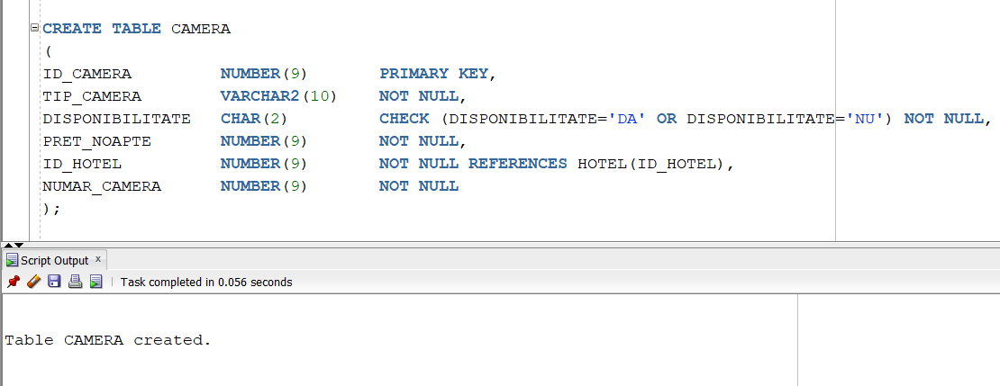 CREATE TABLE CAMERA
(
ID_CAMERA NUMBER(9) PRIMARY KEY,
TIP_CAMERA VARCHAR2(10) NOT NULL,
DISPONIBILITATE CHAR(2) CHECK (DISPONIBILITATE='DA' OR DISPONIBILITATE='NU') NOT NULL,
PRET_NOAPTE NUMBER(9) NOT NULL,
ID_HOTEL NUMBER(9) NOT NULL REFERENCES HOTEL(ID_HOTEL),
NUMAR_CAMERA NUMBER(9) NOT NULL
);
Script Output x
Task completed in 0.056 seconds
Table CAMERA created.